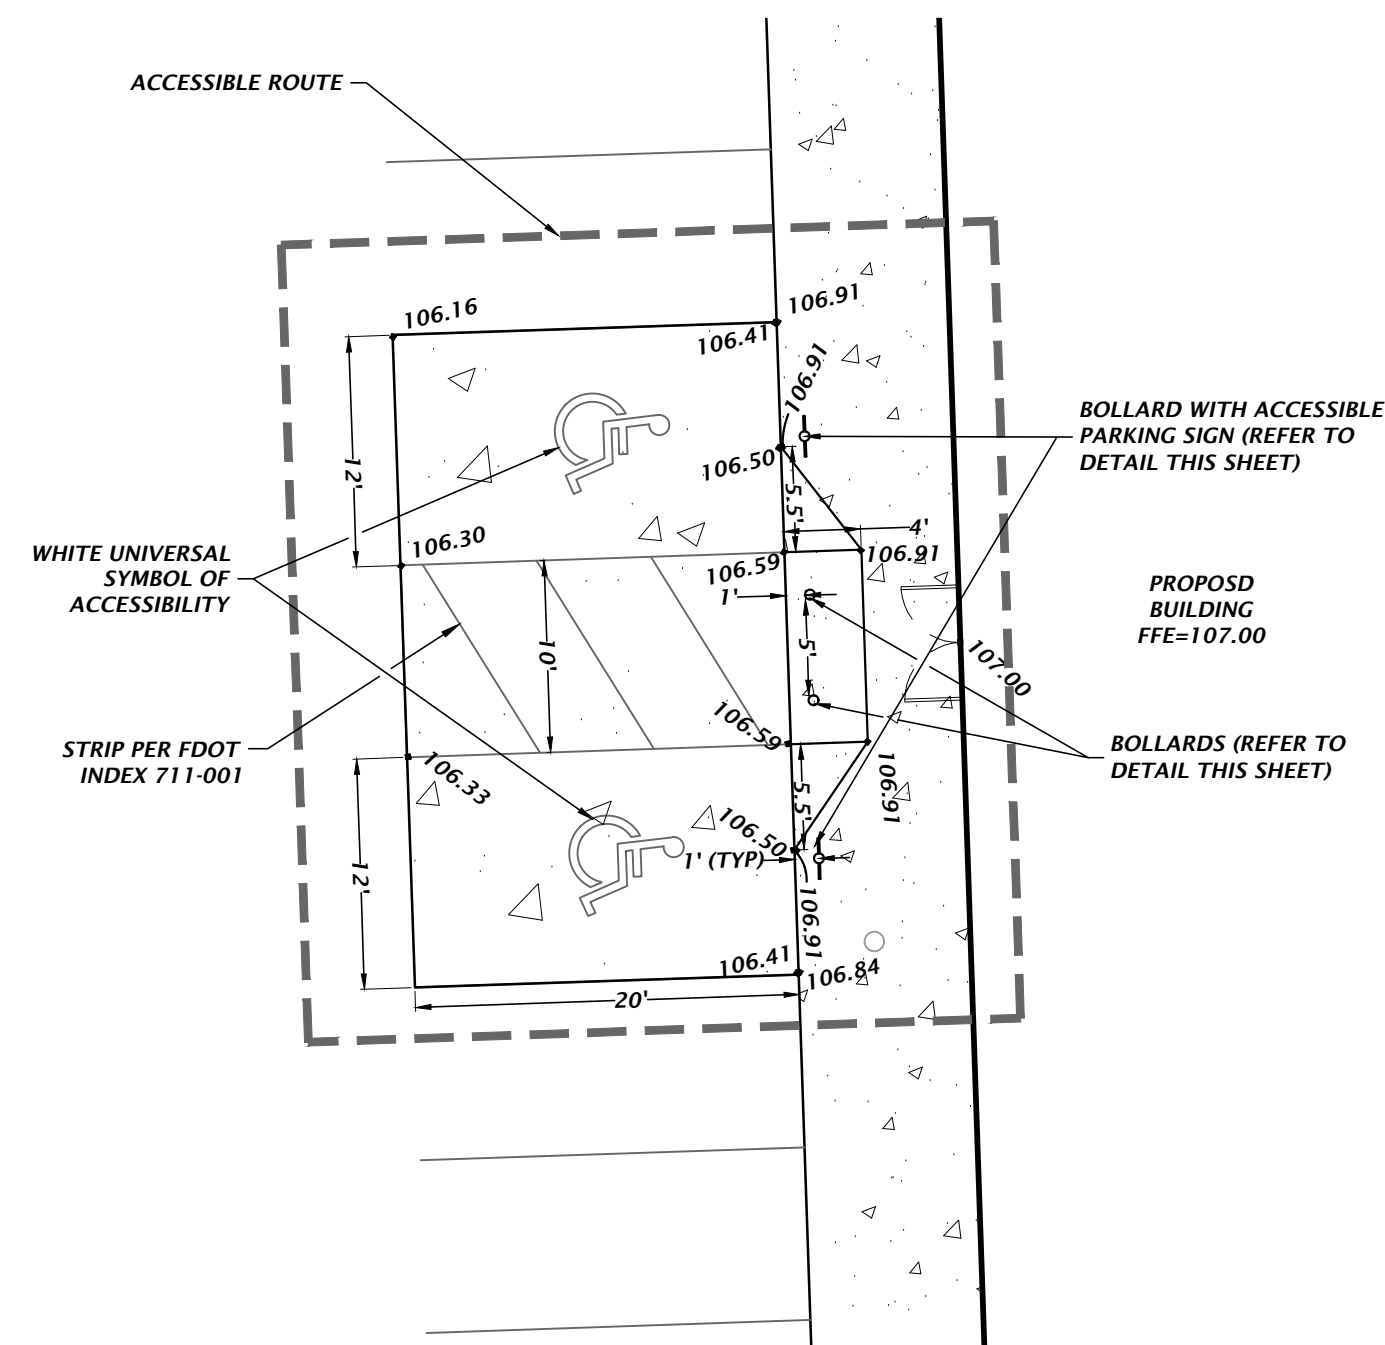 ACCESSIBLE ROUTE
106.16
106.91
106.41
106.91
BOLLARD WITH ACCESSIBLE
PARKING SIGN (REFER TO
DETAIL THIS SHEET)
106.50
12'
5.5'
4'
106.30
106.91
106.59
WHITE UNIVERSAL
SYMBOL OF
ACCESSIBILITY
1'
PROPOSD
BUILDING
FFE=107.00
10'
5'
107.00
106.59
STRIP PER FDOT
INDEX 711-001
BOLLARDS (REFER TO
DETAIL THIS SHEET)
106.33
106.91
5.5'
106.50
1' (TYP)
12'
106.91
106.41
106.84
20'